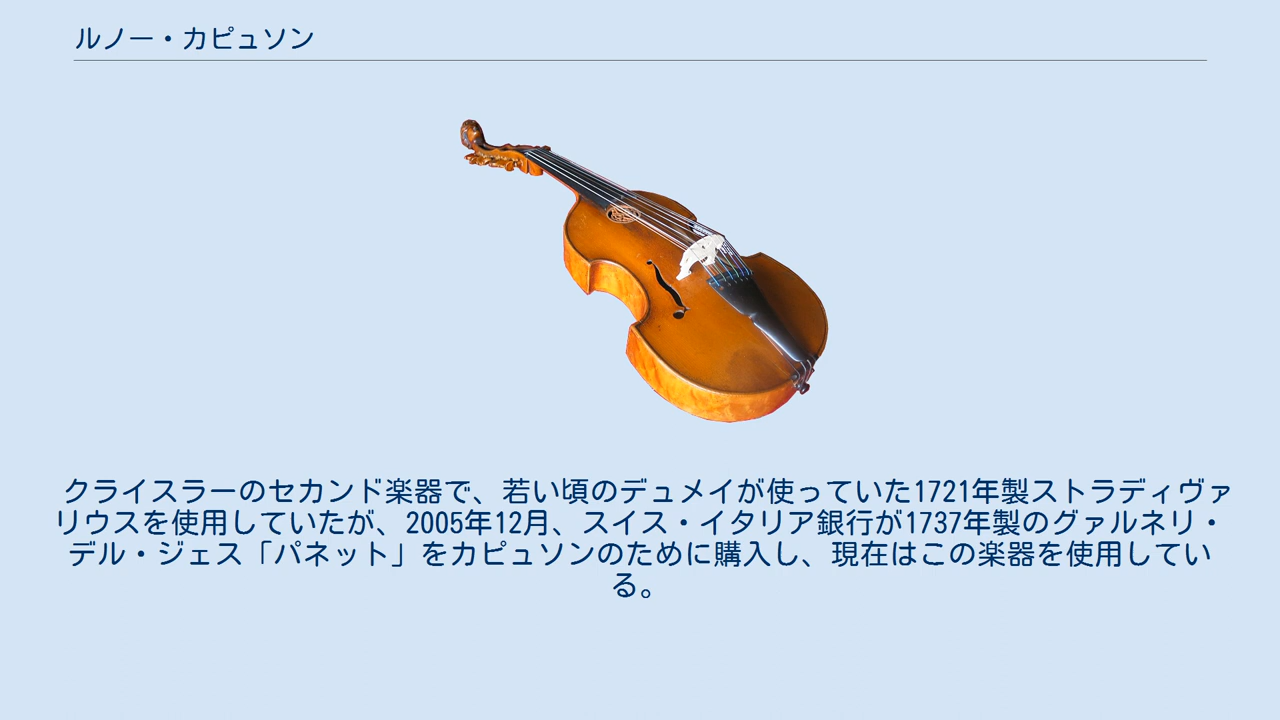 ルノー・カピュソン
クライスラーのセカンド楽器で、若い頃のデュメイが使っていた1721年製ストラディヴァ
リウスを使用していたが、2005年12月、スイス・イタリア銀行が1737年製のグァルネリ・
デル・ジェス「パネット」をカピュソンのために購入し、現在はこの楽器を使用してい
る。